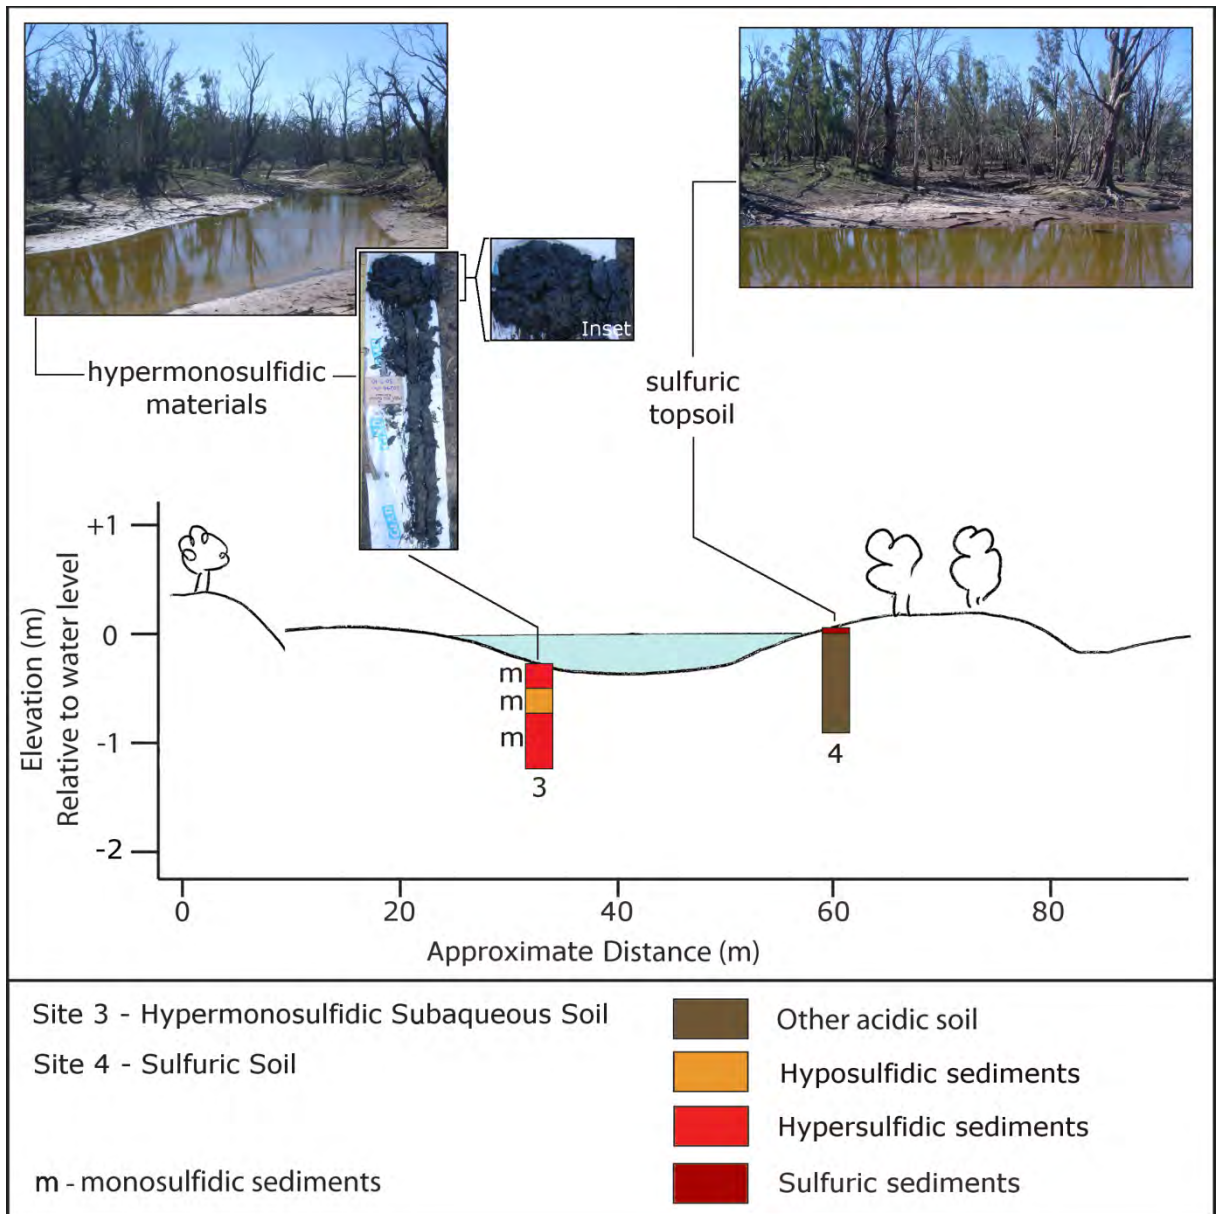 Inset
hypermonosulfidic
materials
sulfuric
topsoil
Elevation (m)
Relative to water level
+1
0
-1
-2
m
m
m
3
4
0
20
40
60
80
Approximate Distance (m)
Site 3 - Hypermonosulfidic Subaqueous Soil
Site 4 - Sulfuric Soil
m - monosulfidic sediments
Other acidic soil
Hyposulfidic sediments
Hypersulfidic sediments
Sulfuric sediments